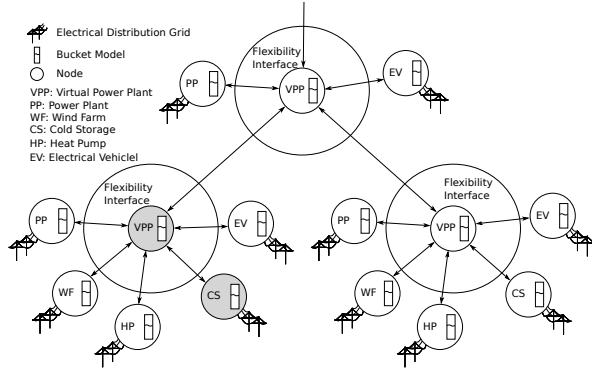 Electrical Distribution Grid
Bucket Model
Node
VPP: Virtual Power Plant
PP: Power Plant
WF: Wind Farm
CS: Cold Storage
HP: Heat Pump
EV: Electrical Vehiclel
Flexibility
Interface
PP
VPP
EV
Flexibility
Interface
PP
VPP
EV
WF
CS
HP
Flexibility
Interface
PP
VPP
EV
WF
CS
HP